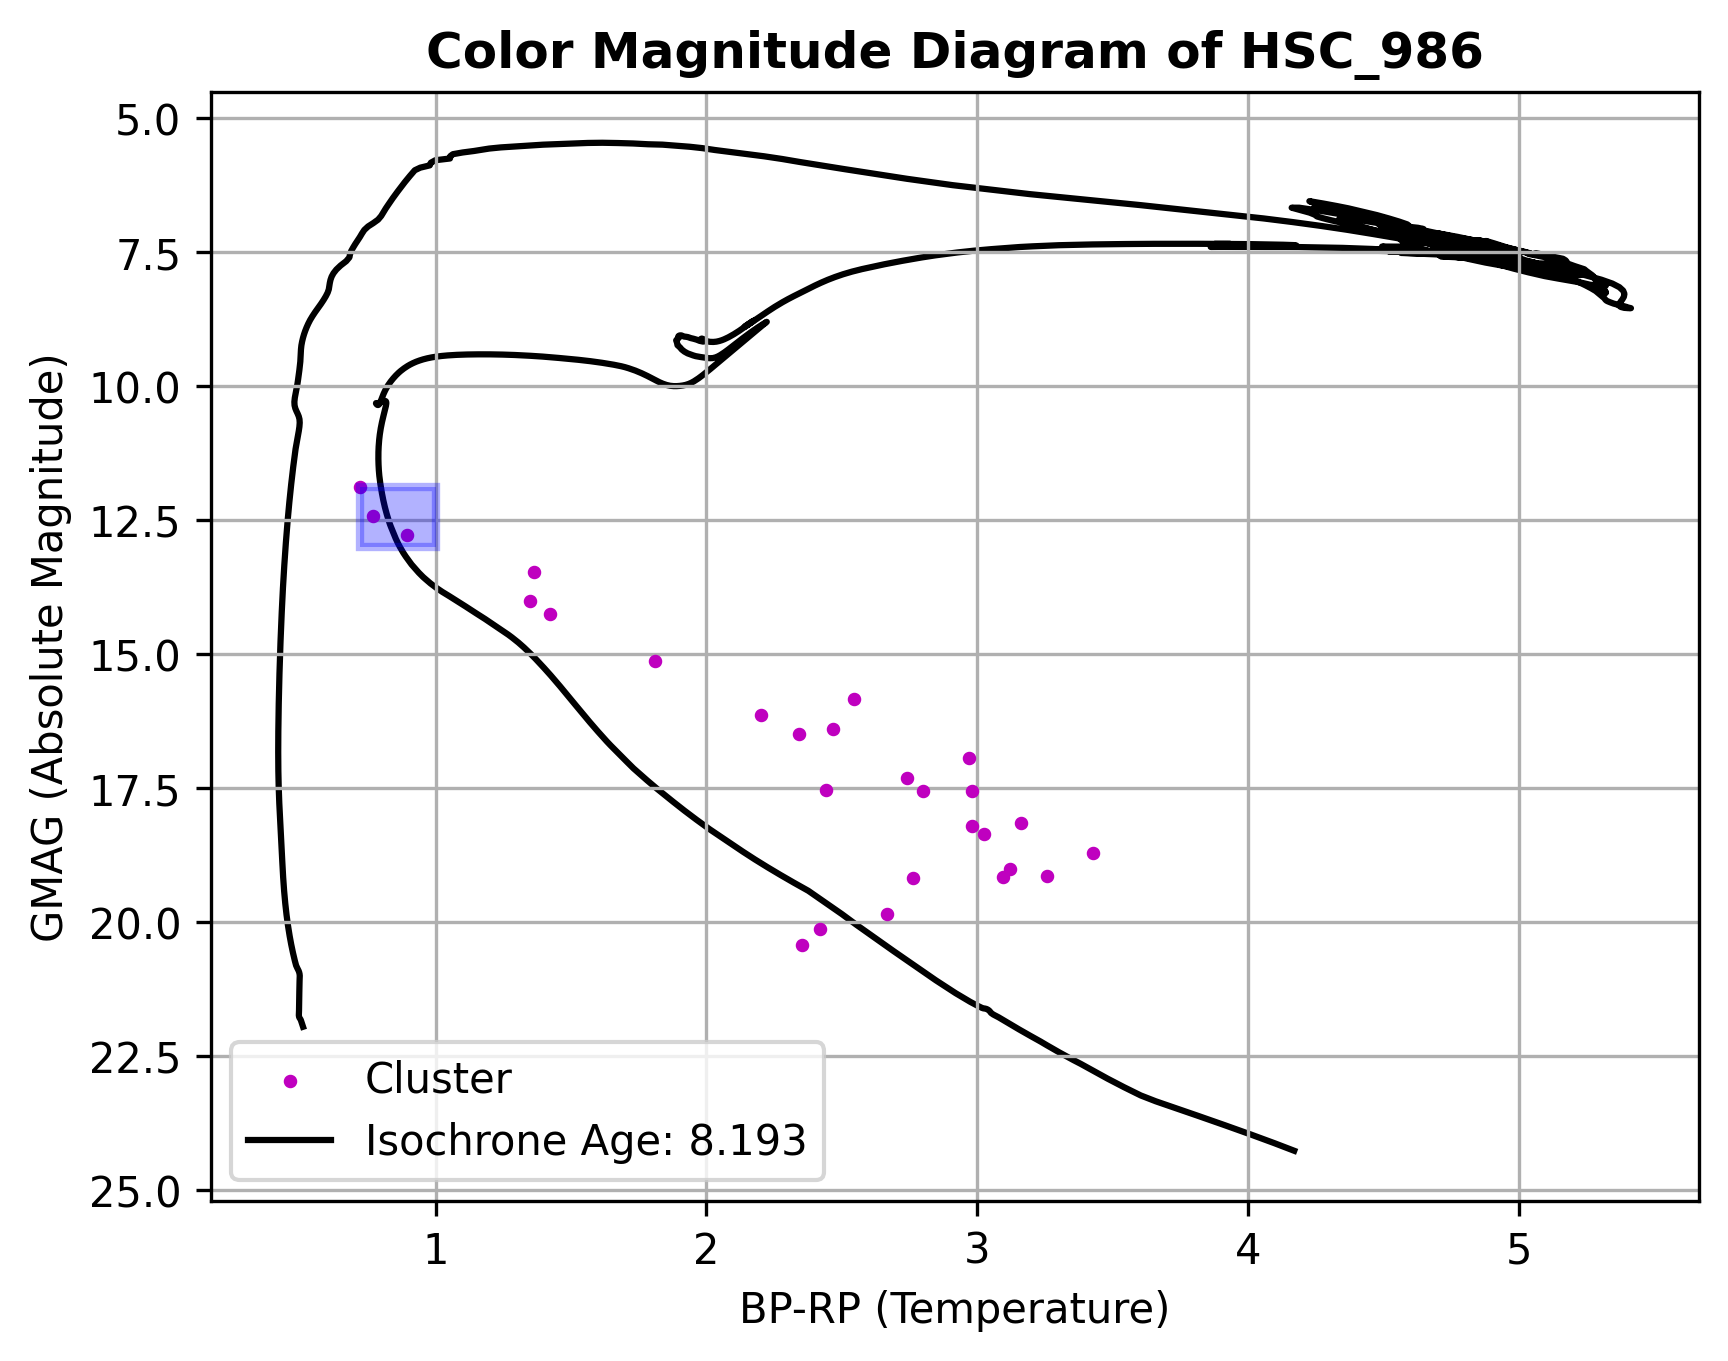 Color Magnitude Diagram of HSC_986
GMAG (Absolute Magnitude)
5.0
7.5
10.0
12.5
15.0
17.5
20.0
22.5
25.0
Cluster
Isochrone Age: 8.193
1 2 3 4 5
BP-RP (Temperature)